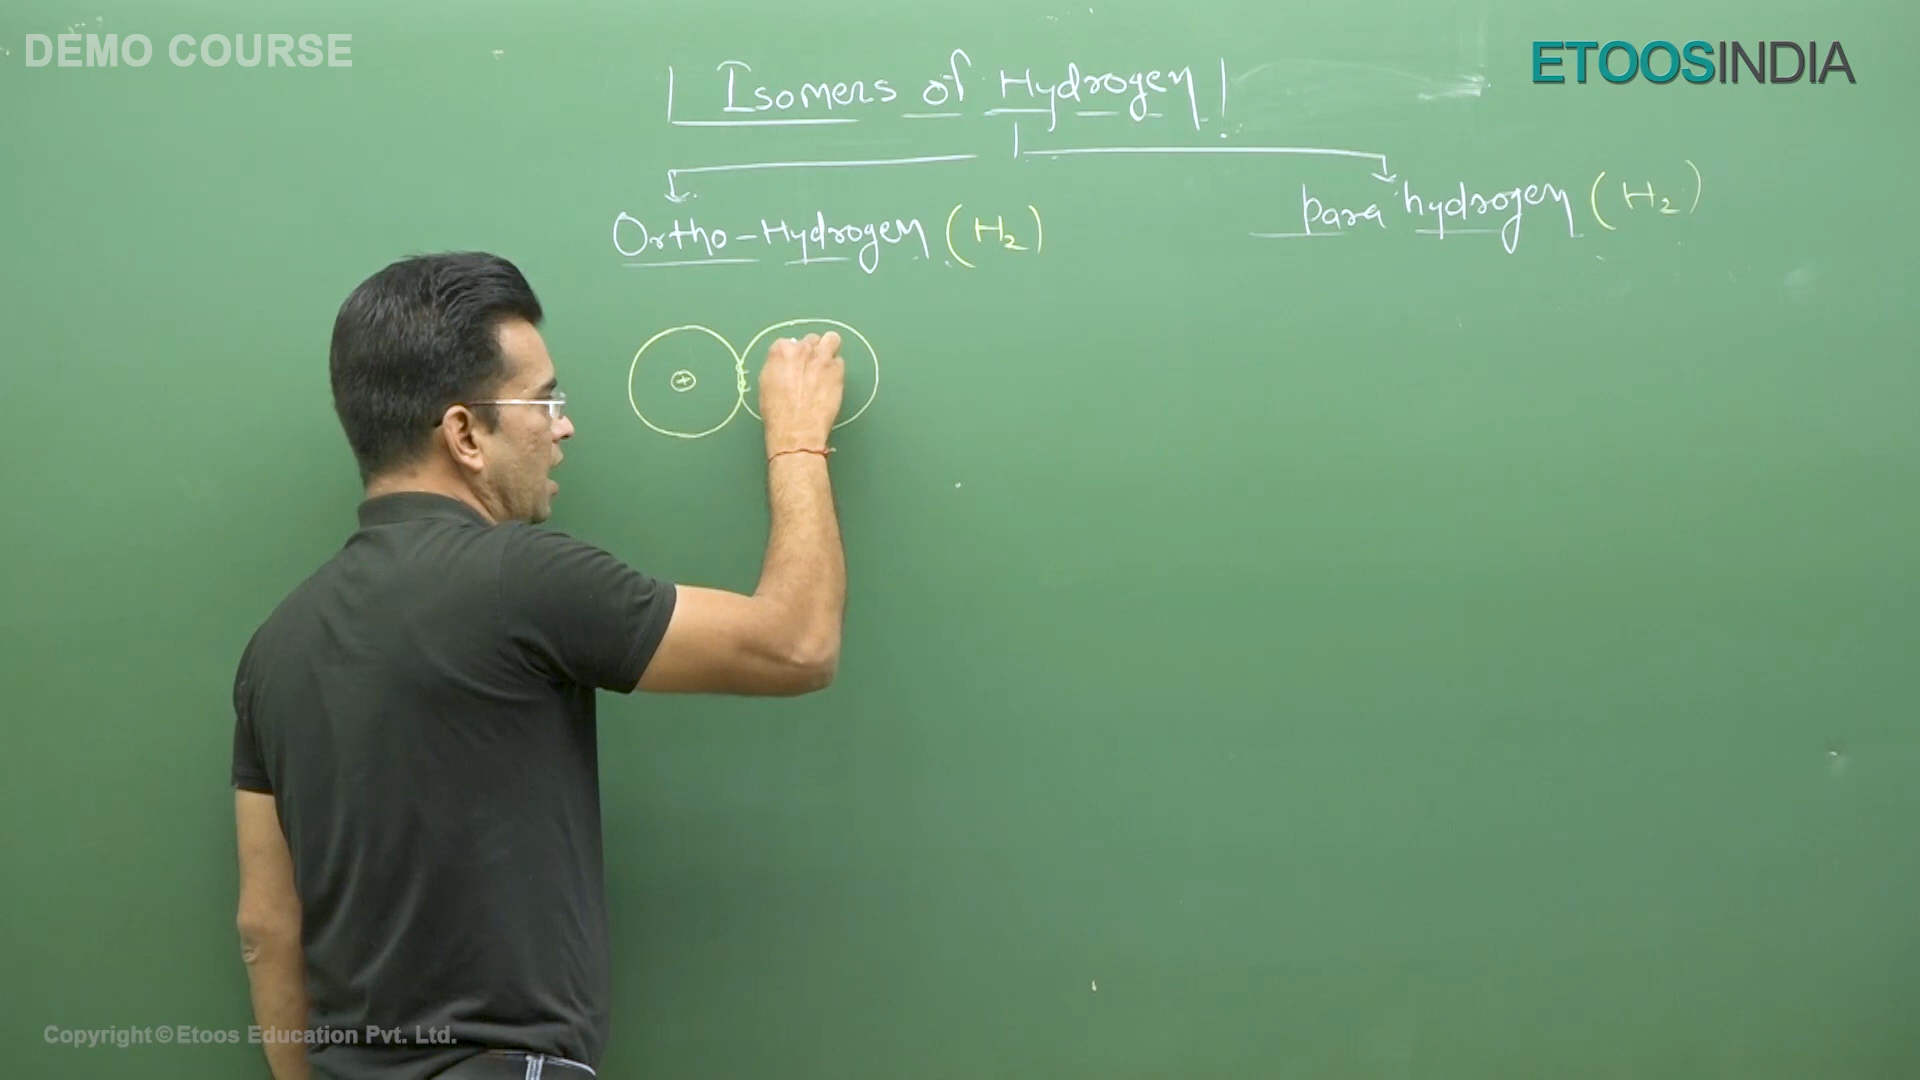 DEMO COURSE
ETOOSINDIA
Isomers of Hydrogen
Ortho-Hydrogen (H₂)
para hydrogen (H₂)
+
Copyright © Etoos Education Pvt. Ltd.